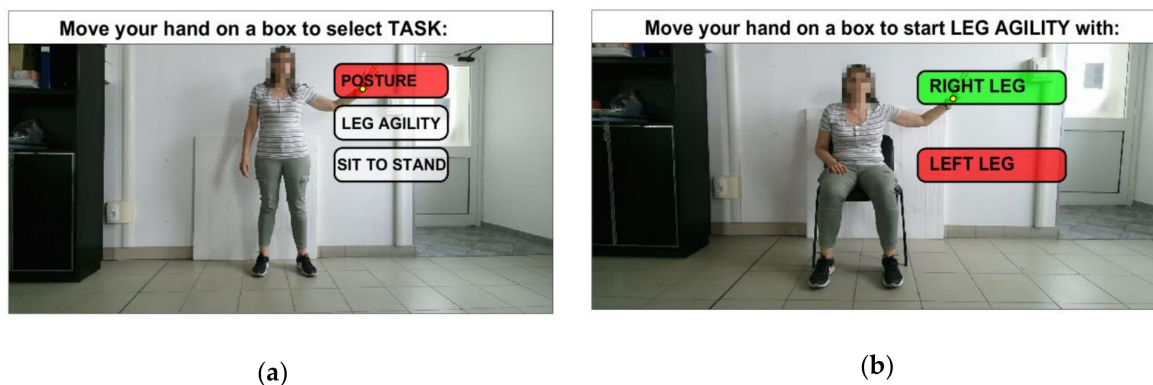 Move your hand on a box to select TASK:
POSTURE
LEG AGILITY
SIT TO STAND
(a)
Move your hand on a box to start LEG AGILITY with:
RIGHT LEG
LEFT LEG
(b)